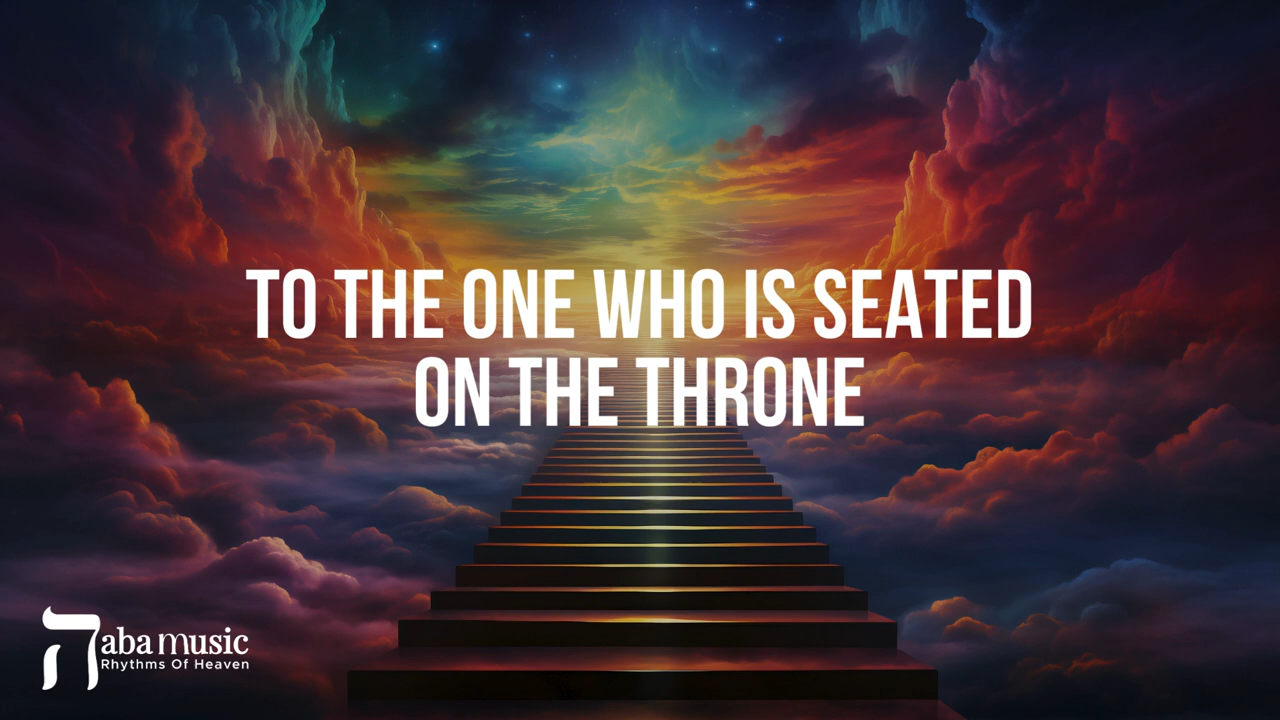 TO THE ONE WHO IS SEATED
ON THE THRONE
ה aba music
Rhythms Of Heaven